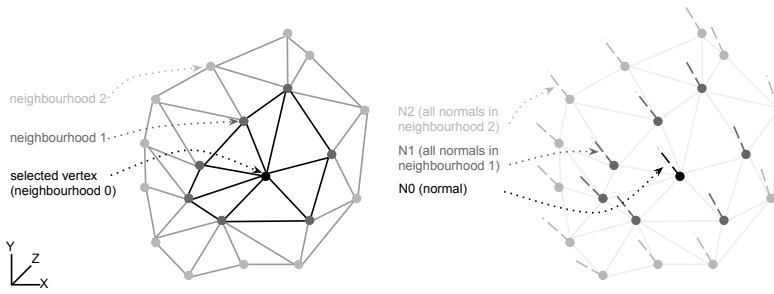 neighbourhood 2
neighbourhood 1
selected vertex
(neighbourhood 0)
Y
Z
X
N2 (all normals in
neighbourhood 2)
N1 (all normals in
neighbourhood 1)
N0 (normal)